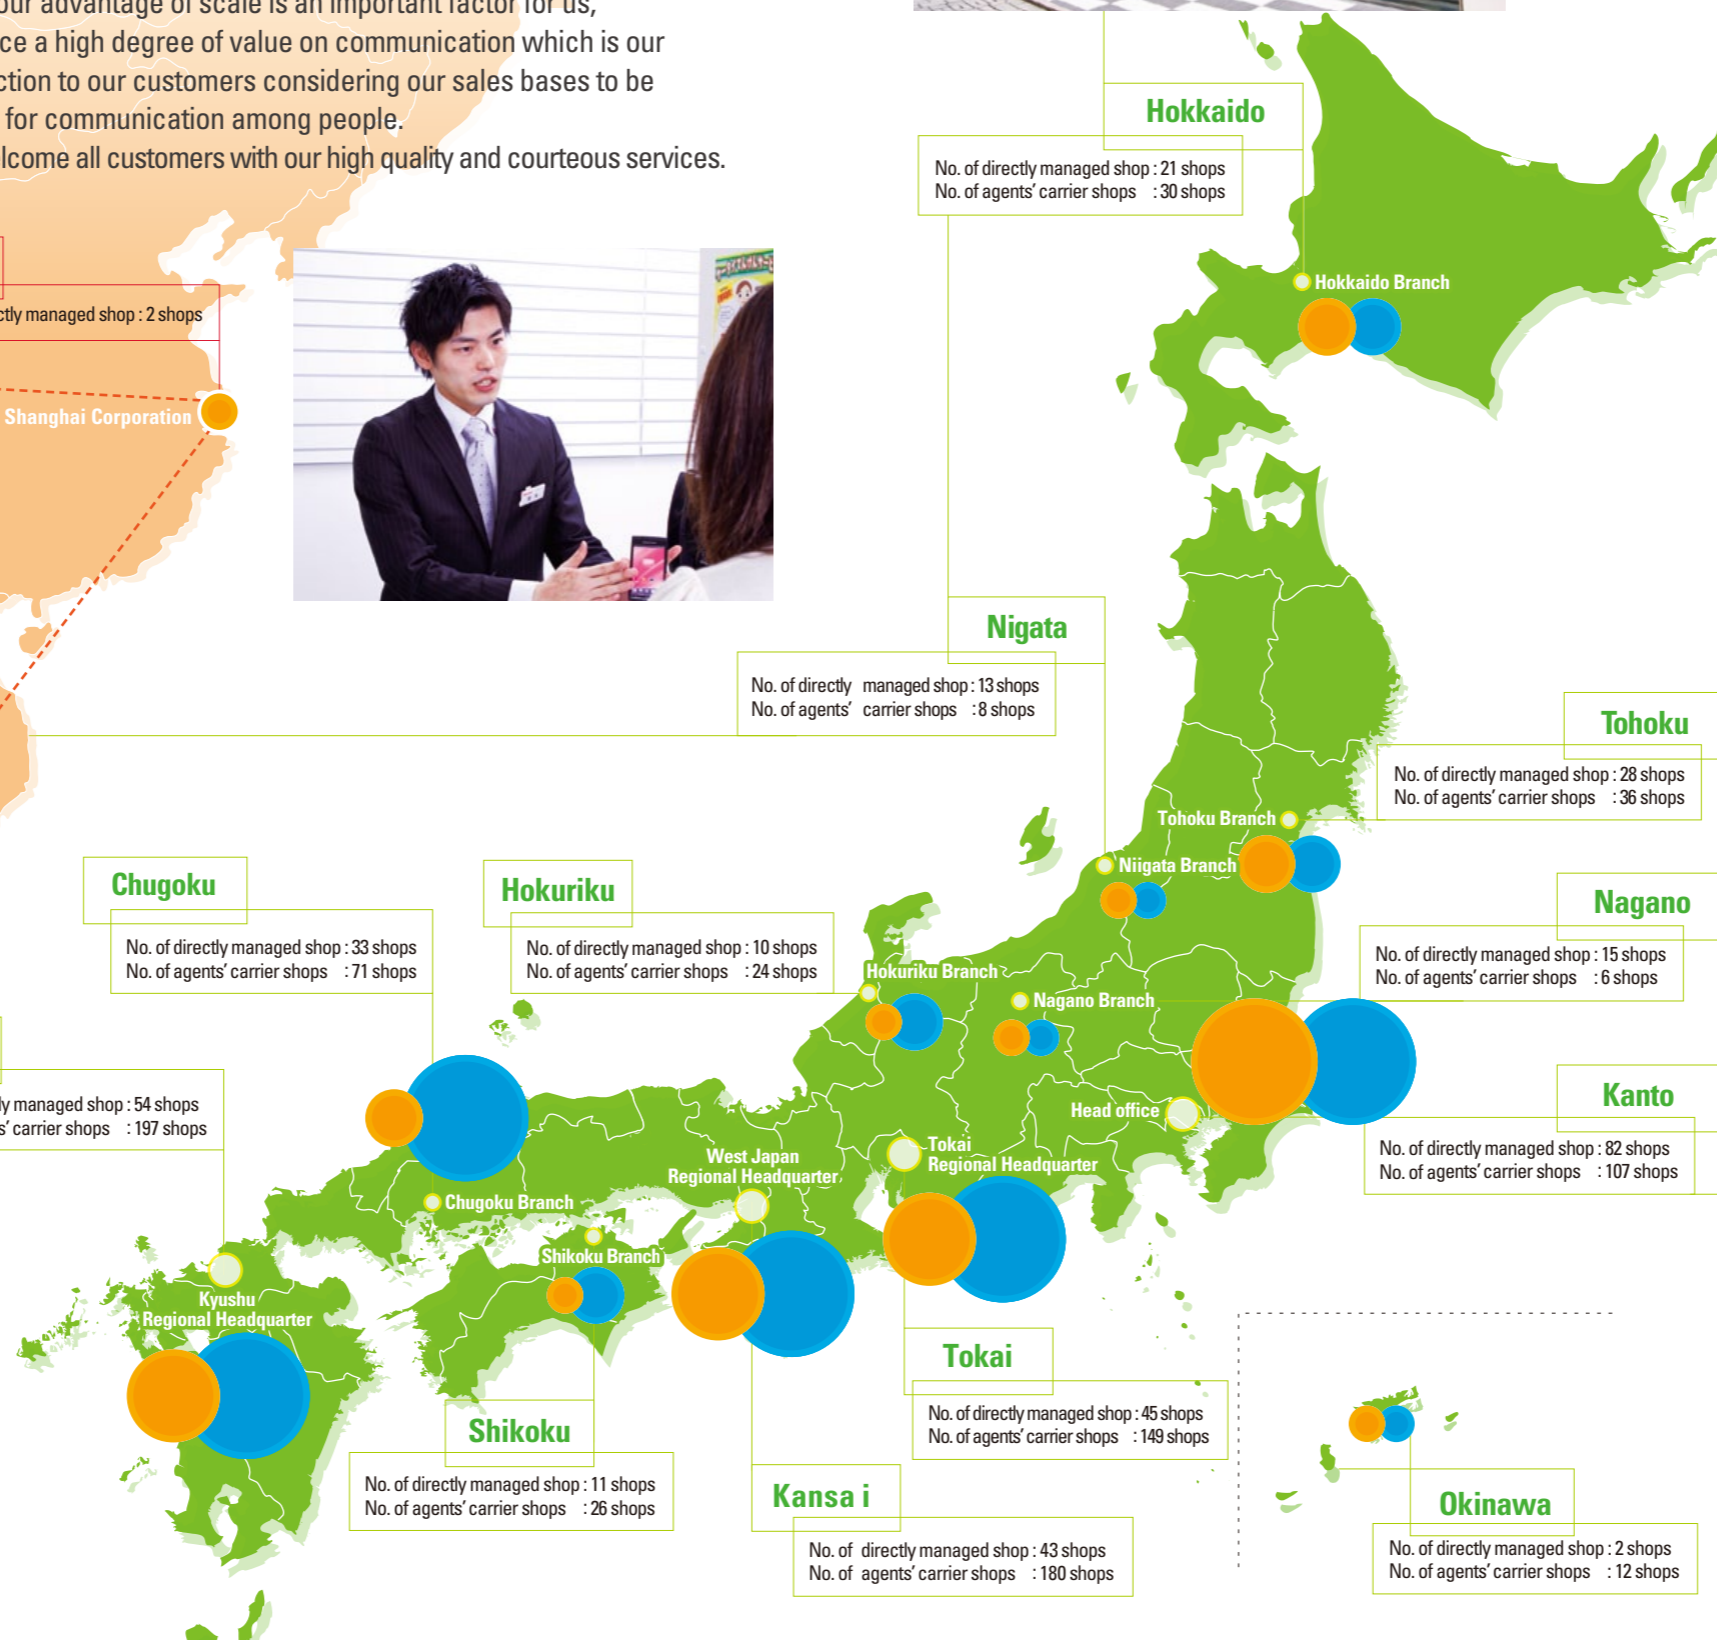 our advantage of scale is an important factor for us,
ce a high degree of value on communication which is our
ction to our customers considering our sales bases to be
for communication among people.
lcome all customers with our high quality and courteous services.
ctly managed shop : 2 shops
Shanghai Corporation
Hokkaido
No. of directly managed shop : 21 shops
No. of agents' carrier shops : 30 shops
Hokkaido Branch
Nigata
No. of directly managed shop : 13 shops
No. of agents' carrier shops : 8 shops
Tohoku
No. of directly managed shop : 28 shops
No. of agents' carrier shops : 36 shops
Tohoku Branch
Niigata Branch
Chugoku
No. of directly managed shop : 33 shops
No. of agents' carrier shops : 71 shops
Hokuriku
No. of directly managed shop : 10 shops
No. of agents' carrier shops : 24 shops
Nagano
No. of directly managed shop : 15 shops
No. of agents' carrier shops : 6 shops
Hokuriku Branch
Nagano Branch
ly managed shop : 54 shops
s' carrier shops : 197 shops
Kanto
No. of directly managed shop : 82 shops
No. of agents' carrier shops : 107 shops
Head office
Tokai
Regional Headquarter
West Japan
Regional Headquarter
Chugoku Branch
Shikoku Branch
Kyushu
Regional Headquarter
Tokai
No. of directly managed shop : 45 shops
No. of agents' carrier shops : 149 shops
Shikoku
No. of directly managed shop : 11 shops
No. of agents' carrier shops : 26 shops
Kansa i
No. of directly managed shop : 43 shops
No. of agents' carrier shops : 180 shops
Okinawa
No. of directly managed shop : 2 shops
No. of agents' carrier shops : 12 shops